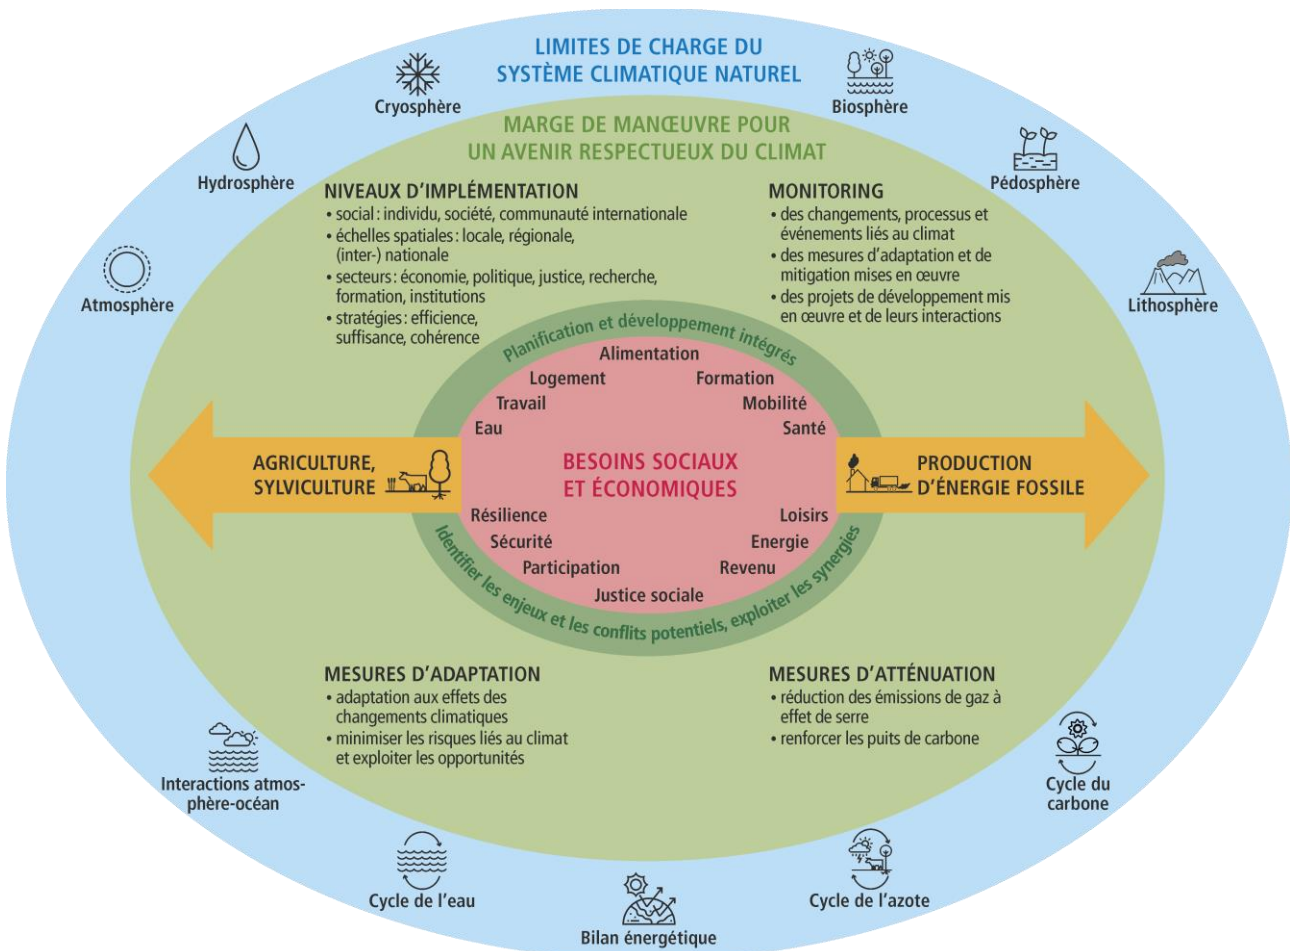 LIMITES DE CHARGE DU
SYSTÈME CLIMATIQUE NATUREL
Cryosphère
Biosphère
Hydrosphère
Pédosphère
Atmosphère
Lithosphère
MARGE DE MANŒUVRE POUR
UN AVENIR RESPECTUEUX DU CLIMAT
NIVEAUX D'IMPLÉMENTATION
• social : individu, société, communauté internationale
• échelles spatiales : locale, régionale,
(inter-) nationale
• secteurs : économie, politique, justice, recherche,
formation, institutions
• stratégies : efficience,
suffisance, cohérence
MONITORING
• des changements, processus et
événements liés au climat
• des mesures d'adaptation et de
mitigation mises en œuvre
• des projets de développement mis
en œuvre et de leurs interactions
Planification et développement intégrés
Alimentation
Logement
Formation
Travail
Mobilité
Eau
Santé
AGRICULTURE,
SYLVICULTURE
BESOINS SOCIAUX
ET ÉCONOMIQUES
PRODUCTION
D'ÉNERGIE FOSSILE
Résilience
Loisirs
Sécurité
Energie
Participation
Revenu
Justice sociale
Identifier les enjeux et les conflits potentiels, exploiter les synergies
MESURES D'ADAPTATION
• adaptation aux effets des
changements climatiques
• minimiser les risques liés au climat
et exploiter les opportunités
MESURES D'ATTÉNUATION
• réduction des émissions de gaz à
effet de serre
• renforcer les puits de carbone
Interactions atmos-
phère-océan
Cycle du
carbone
Cycle de l'eau
Cycle de l'azote
Bilan énergétique